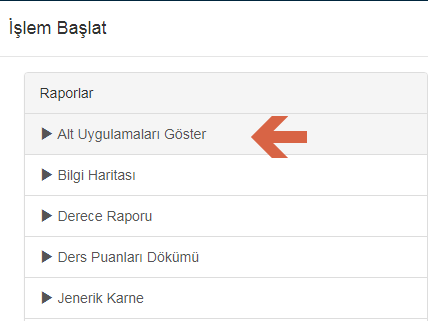 İşlem Başlat
Raporlar
Alt Uygulamaları Göster
Bilgi Haritası
Derece Raporu
Ders Puanları Dökümü
Jenerik Karne